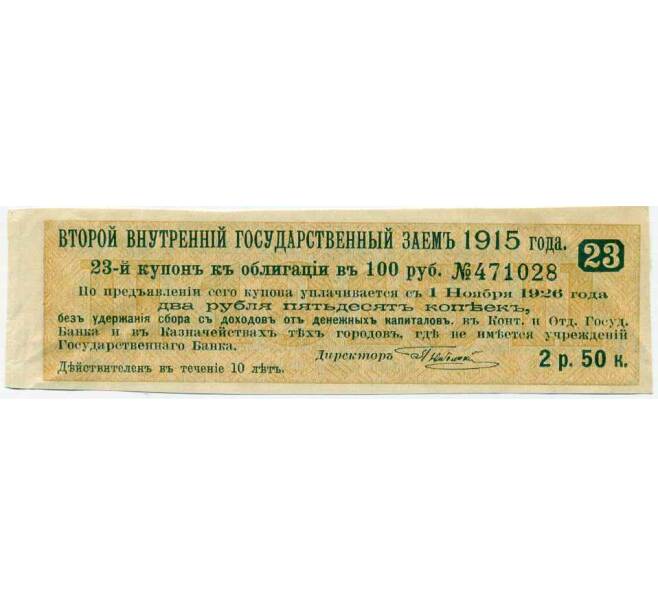 ВТОРОЙ ВНУТРЕННІЙ ГОСУДАРСТВЕННЫЙ ЗАЕМЪ 1915 ГОДА. 23
23-й купонъ къ облигаціи въ 100 руб. №471028
По предъявленіи сего купона уплачивается съ 1 Ноября 1926 года
два рубля пятьдесятъ копѣекъ,
безъ удержанія сбора съ доходовъ отъ денежныхъ капиталовъ, въ Конт. и Отд. Госуд.
Банка и въ Казначействахъ тѣхъ городовъ, гдѣ не имѣется учрежденій
Государственнаго Банка.
Директоръ
2 р. 50 к.
Дѣйствителенъ въ теченіе 10 лѣтъ.